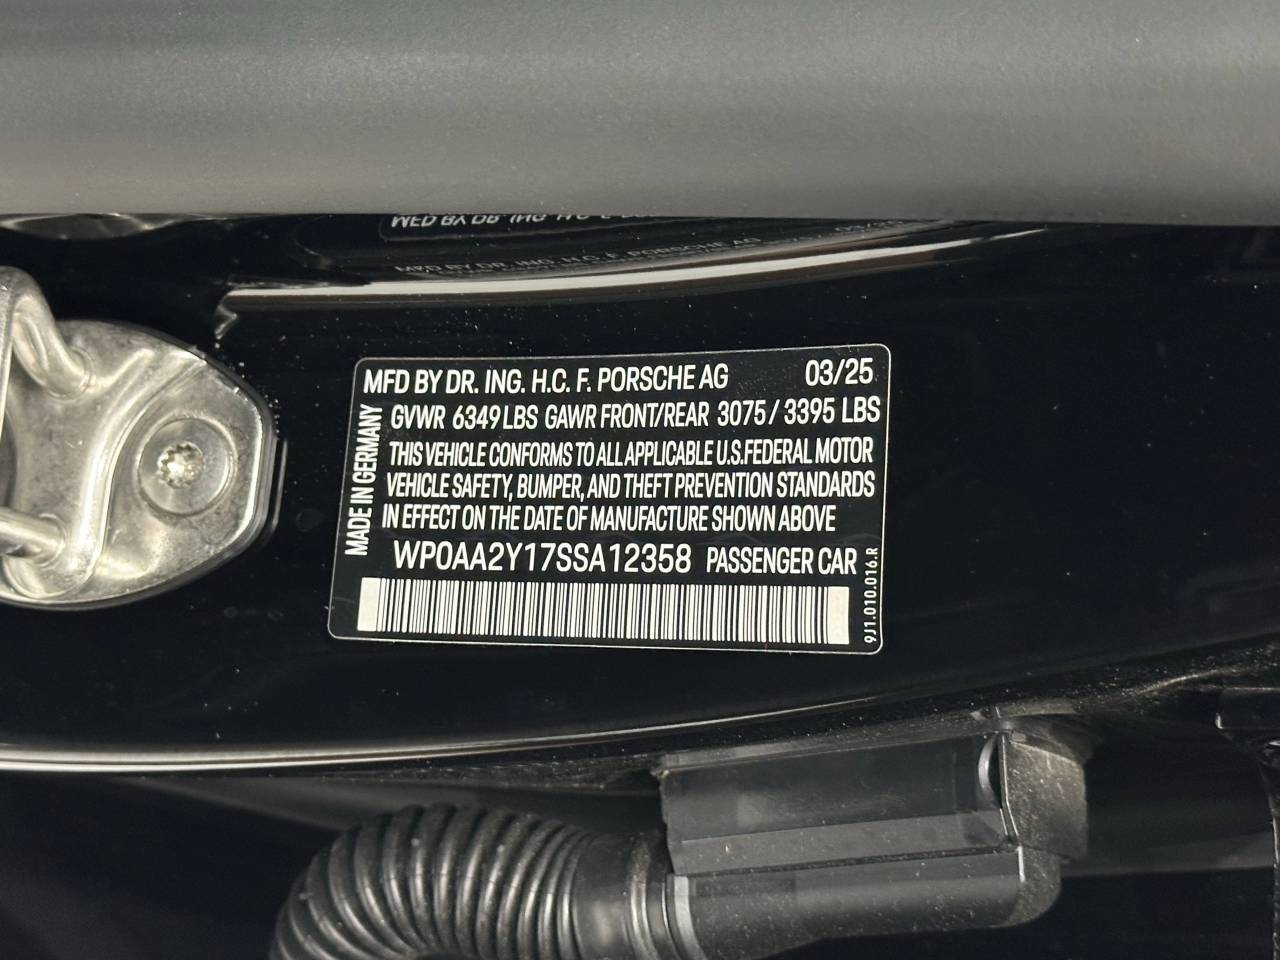 MFD BY DR. ING. H.C. F. PORSCHE AG 03/25
GVWR 6349 LBS GAWR FRONT/REAR 3075 / 3395 LBS
THIS VEHICLE CONFORMS TO ALL APPLICABLE U.S. FEDERAL MOTOR
VEHICLE SAFETY, BUMPER, AND THEFT PREVENTION STANDARDS
IN EFFECT ON THE DATE OF MANUFACTURE SHOWN ABOVE
WP0AA2Y17SSA12358 PASSENGER CAR
MADE IN GERMANY
9J1.010.016.R